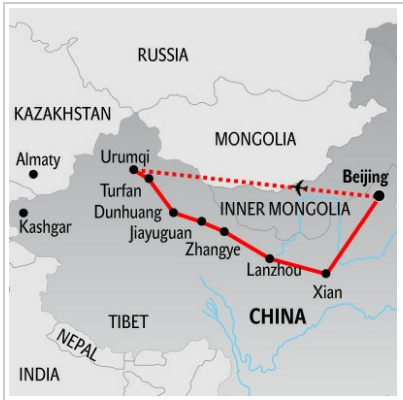 RUSSIA
KAZAKHSTAN
MONGOLIA
Urumqi
Almaty
Beijing
Turfan
Dunhuang
INNER MONGOLIA
Kashgar
Jiayuguan
Zhangye
Lanzhou
Xian
TIBET
CHINA
NEPAL
INDIA